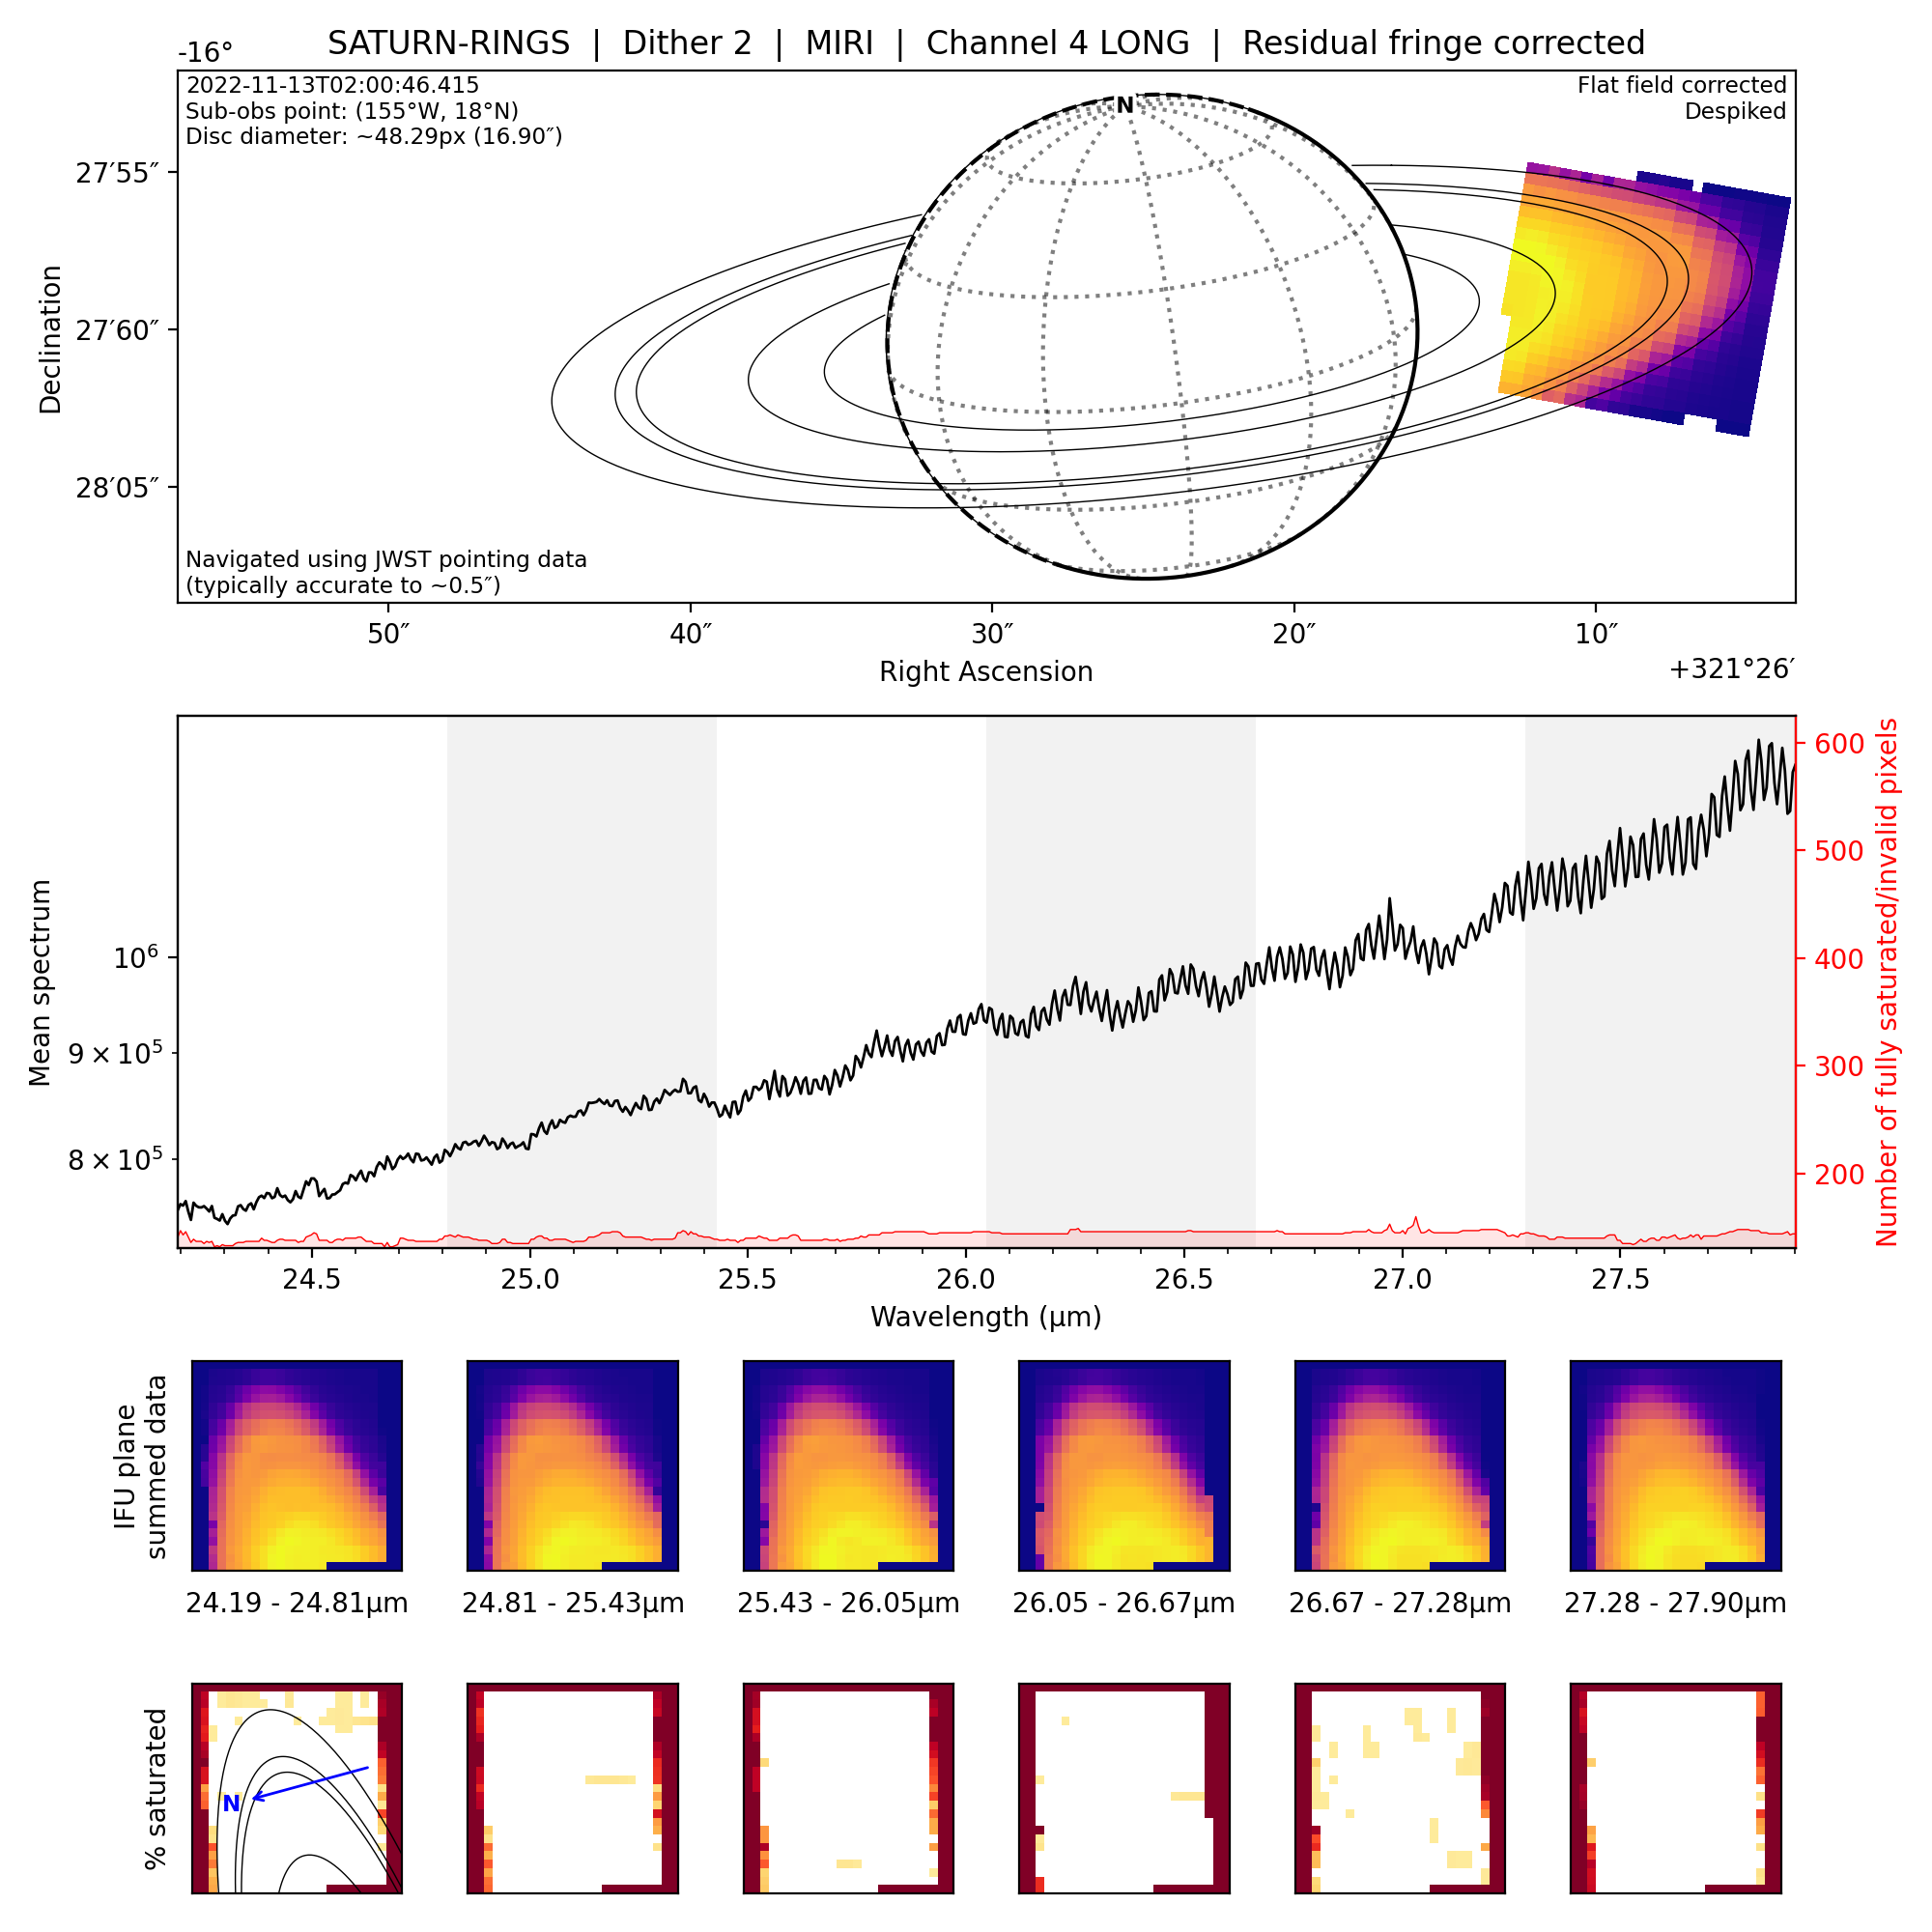 SATURN-RINGS | Dither 2 | MIRI | Channel 4 LONG | Residual fringe corrected
-16°
2022-11-13T02:00:46.415
Sub-obs point: (155°W, 18°N)
Disc diameter: ~48.29px (16.90″)
Flat field corrected
Despiked
N
27′55″
27′60″
28′05″
Declination
Navigated using JWST pointing data
(typically accurate to ~0.5″)
50″ 40″ 30″ 20″ 10″
Right Ascension
+321°26′
Mean spectrum
10⁶
9 × 10⁵
8 × 10⁵
600
500
400
300
200
Number of fully saturated/invalid pixels
24.5 25.0 25.5 26.0 26.5 27.0 27.5
Wavelength (µm)
IFU plane
summed data
24.19 - 24.81µm 24.81 - 25.43µm 25.43 - 26.05µm 26.05 - 26.67µm 26.67 - 27.28µm 27.28 - 27.90µm
% saturated
N